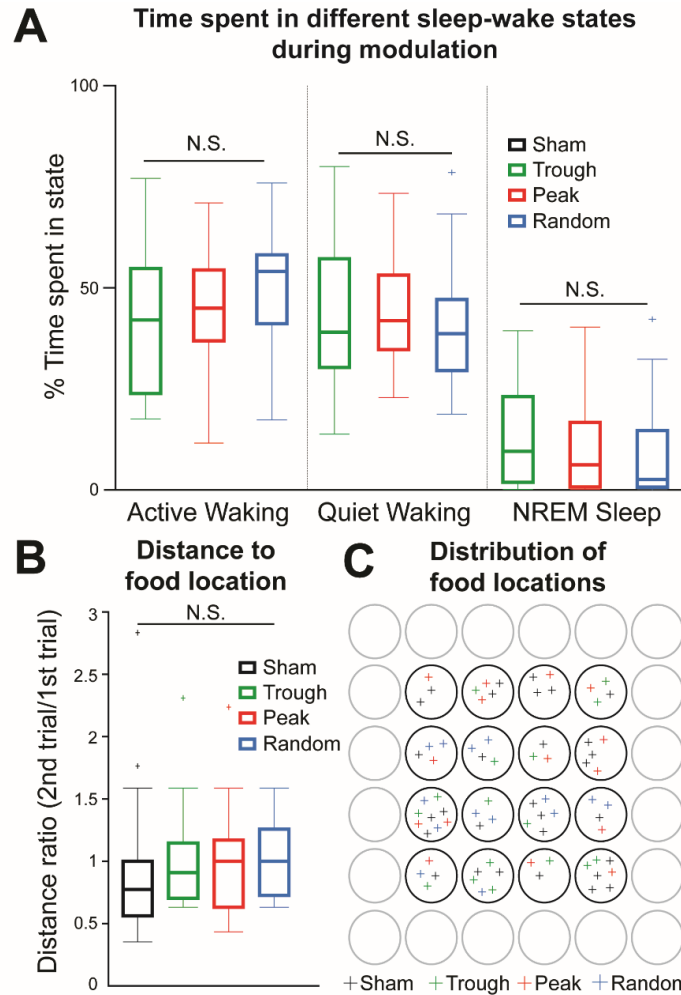 A
Time spent in different sleep-wake states
during modulation
% Time spent in state
100
50
0
N.S.
N.S.
N.S.
Sham
Trough
Peak
Random
Active Waking
Quiet Waking
NREM Sleep
B
Distance to
food location
Distance ratio (2nd trial/1st trial)
3
2.5
2
1.5
1
0.5
0
N.S.
Sham
Trough
Peak
Random
C
Distribution of
food locations
+Sham +Trough +Peak +Random